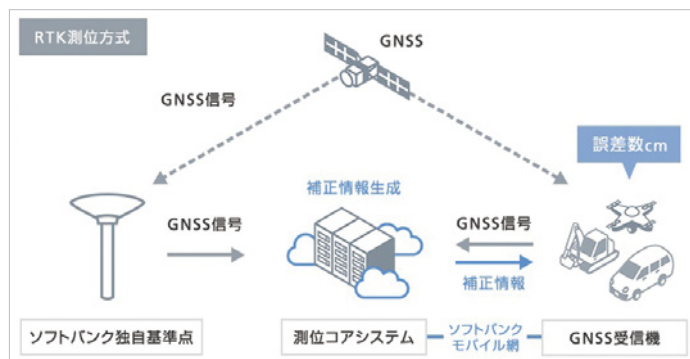 RTK測位方式
GNSS
GNSS信号
誤差数cm
補正情報生成
GNSS信号
GNSS信号
補正情報
ソフトバンク独自基準点
測位コアシステム
ソフトバンク
モバイル網
GNSS受信機